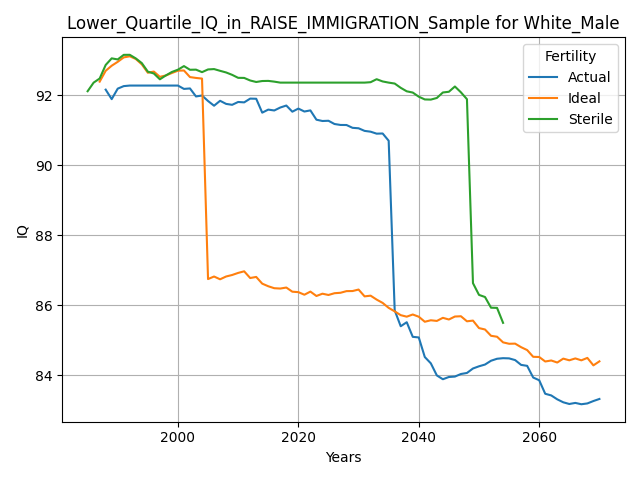 Lower_Quartile_IQ_in_RAISE_IMMIGRATION_Sample for White_Male
Fertility
Actual
Ideal
Sterile
IQ
92
90
88
86
84
2000
2020
2040
2060
Years